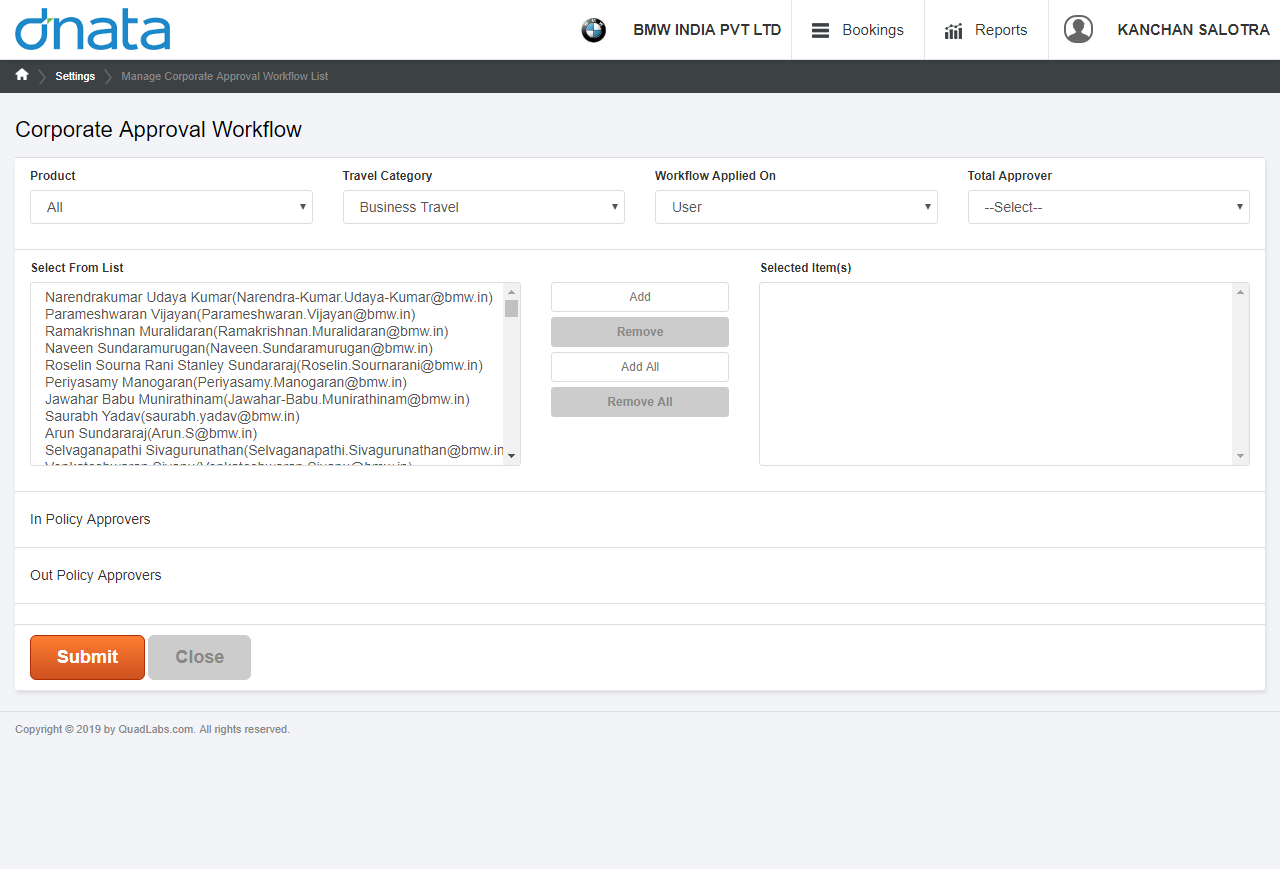 dnata
BMW INDIA PVT LTD
Bookings
Reports
KANCHAN SALOTRA
Settings
Manage Corporate Approval Workflow List
Corporate Approval Workflow
Product
Travel Category
Workflow Applied On
Total Approver
All
Business Travel
User
--Select--
Select From List
Selected Item(s)
Narendrakumar Udaya Kumar(Narendra-Kumar.Udaya-Kumar@bmw.in)
Parameshwaran Vijayan(Parameshwaran.Vijayan@bmw.in)
Ramakrishnan Muralidaran(Ramakrishnan.Muralidaran@bmw.in)
Naveen Sundaramurugan(Naveen.Sundaramurugan@bmw.in)
Roselin Sourna Rani Stanley Sundararaj(Roselin.Sournarani@bmw.in)
Periyasamy Manogaran(Periyasamy.Manogaran@bmw.in)
Jawahar Babu Munirathinam(Jawahar-Babu.Munirathinam@bmw.in)
Saurabh Yadav(saurabh.yadav@bmw.in)
Arun Sundararaj(Arun.S@bmw.in)
Selvaganapathi Sivagurunathan(Selvaganapathi.Sivagurunathan@bmw.in
Add
Remove
Add All
Remove All
In Policy Approvers
Out Policy Approvers
Submit
Close
Copyright © 2019 by QuadLabs.com. All rights reserved.